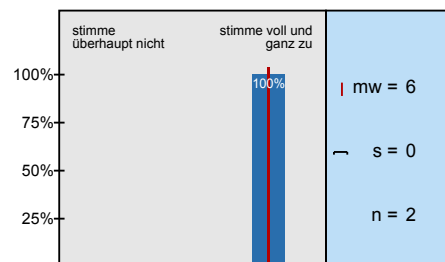 stimme
überhaupt nicht
stimme voll und
ganz zu
100%
75%
50%
25%
100%
mw = 6
s = 0
n = 2